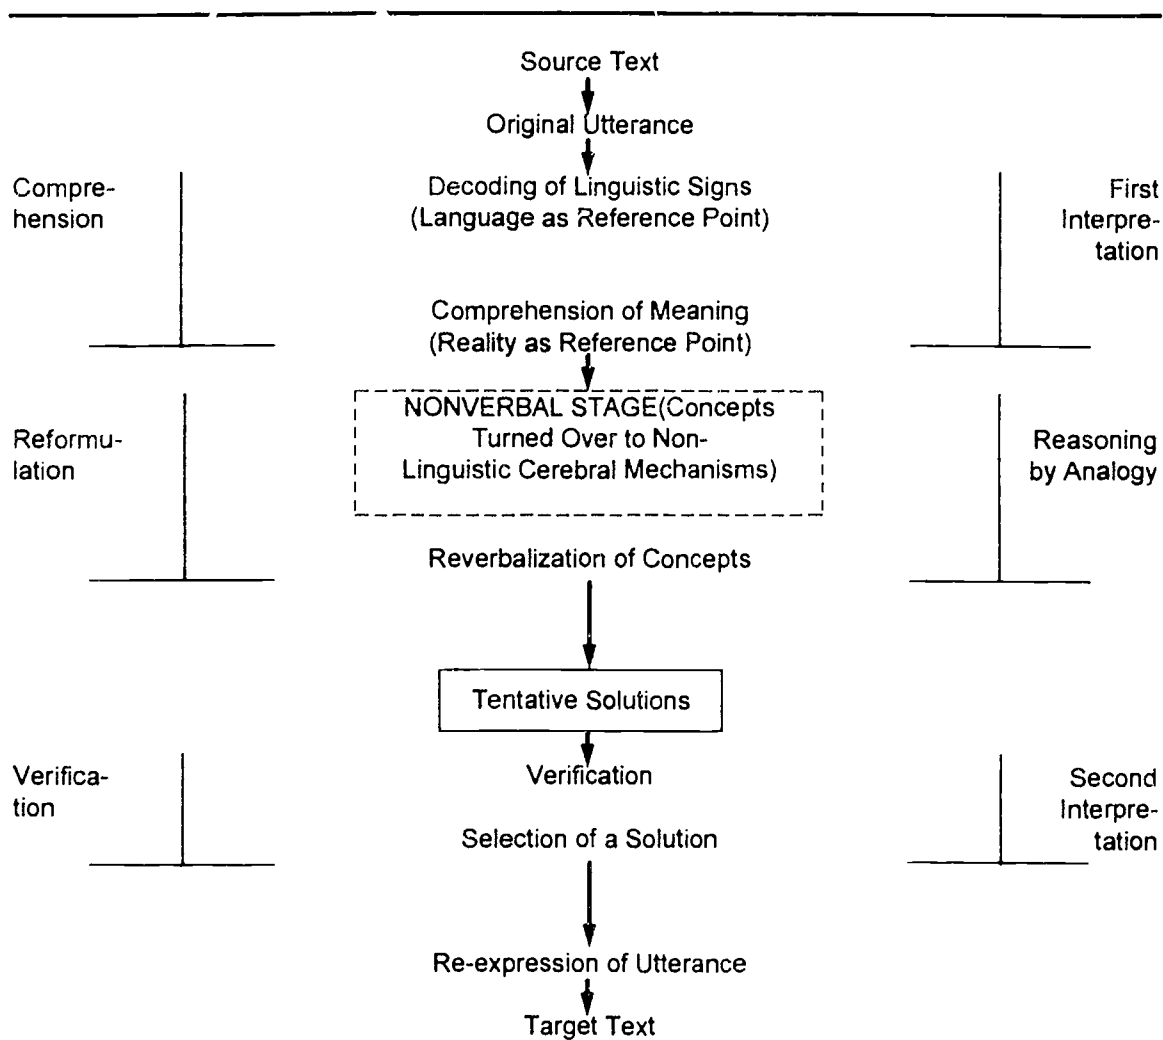 Source Text
Original Utterance
Compre-
hension
Decoding of Linguistic Signs
(Language as Reference Point)
First
Interpre-
tation
Comprehension of Meaning
(Reality as Reference Point)
Reformu-
lation
NONVERBAL STAGE(Concepts
Turned Over to Non-
Linguistic Cerebral Mechanisms)
Reasoning
by Analogy
Reverbalization of Concepts
Tentative Solutions
Verifica-
tion
Verification
Second
Interpre-
tation
Selection of a Solution
Re-expression of Utterance
Target Text